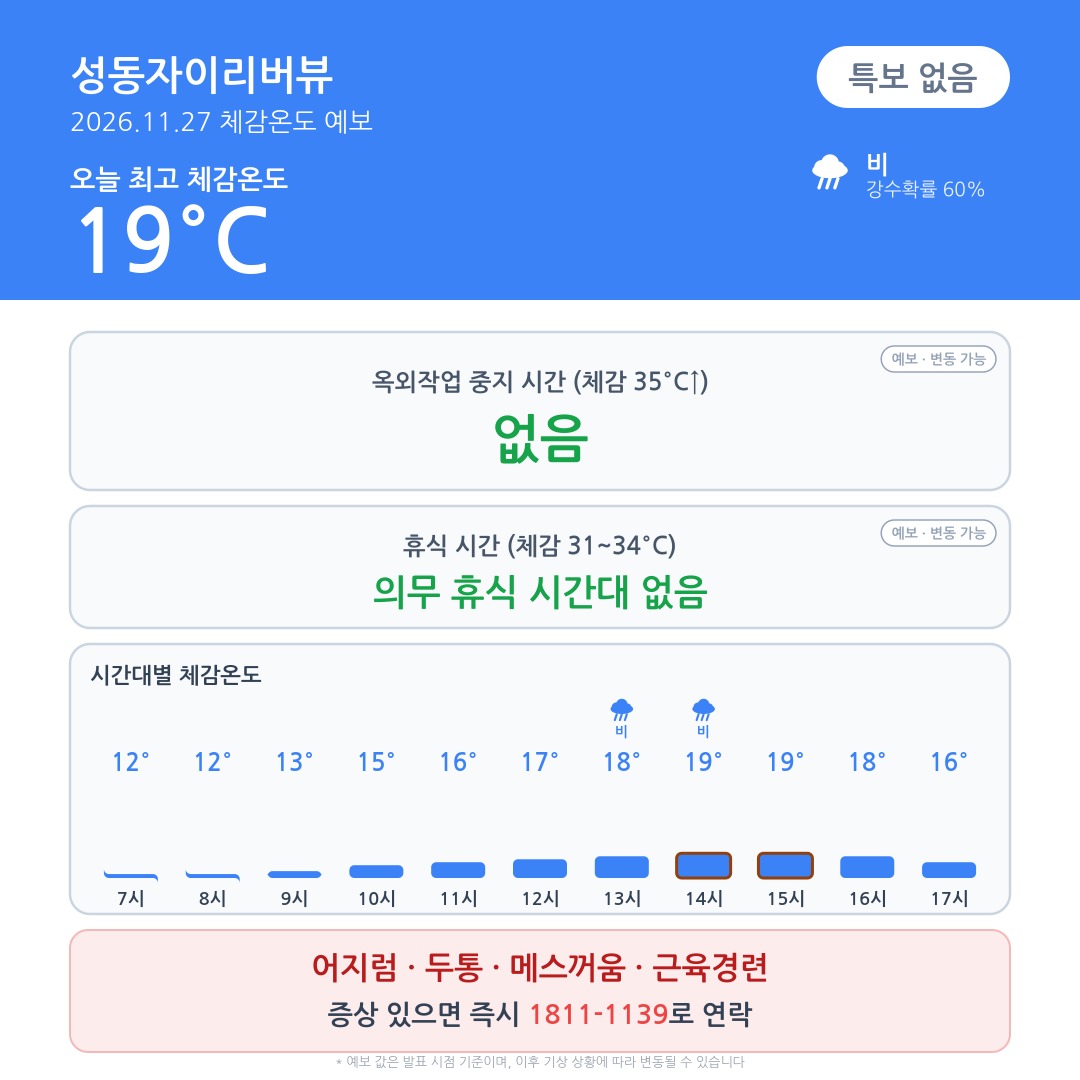 성동자이리버뷰
특보 없음
2026.11.27 체감온도 예보
비
강수확률 60%
오늘 최고 체감온도
19°C
예보 · 변동 가능
옥외작업 중지 시간 (체감 35°C↑)
없음
예보 · 변동 가능
휴식 시간 (체감 31~34°C)
의무 휴식 시간대 없음
시간대별 체감온도
비 비
12° 12° 13° 15° 16° 17° 18° 19° 19° 18° 16°
7시 8시 9시 10시 11시 12시 13시 14시 15시 16시 17시
어지럼 · 두통 · 메스꺼움 · 근육경련
증상 있으면 즉시 1811-1139로 연락
* 예보 값은 발표 시점 기준이며, 이후 기상 상황에 따라 변동될 수 있습니다